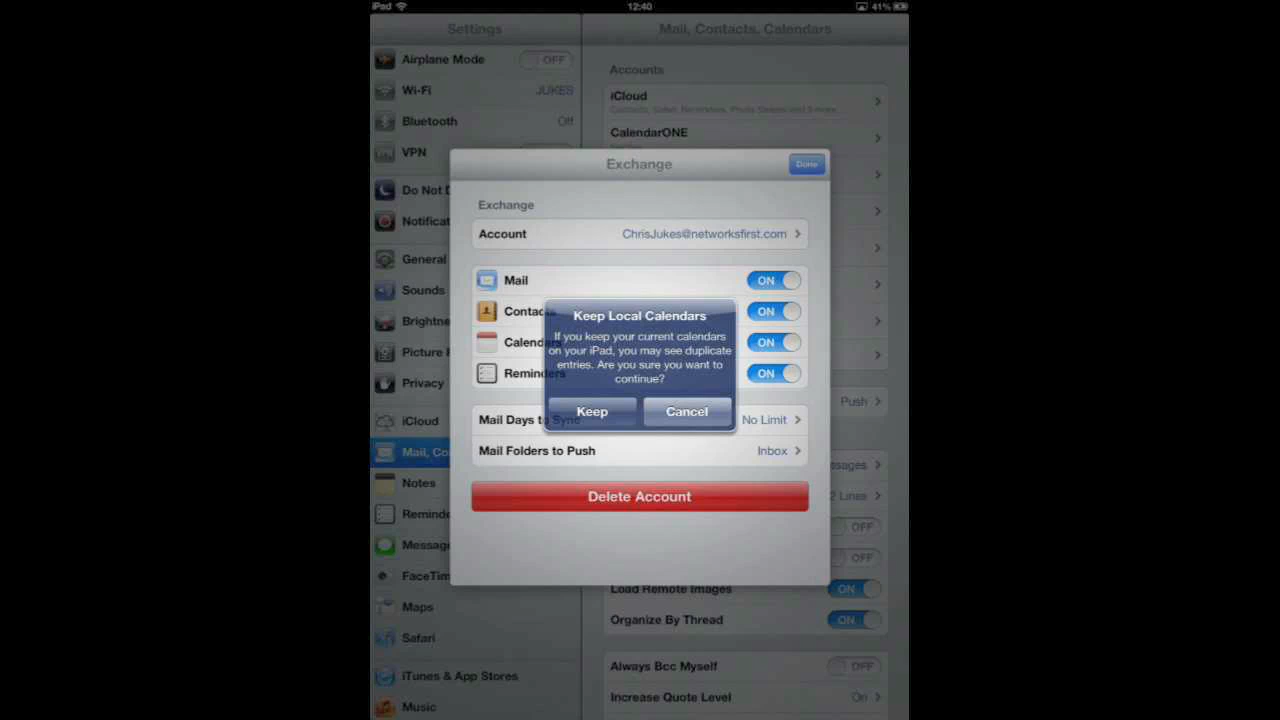 iPad 12:40 41%
Settings
Airplane Mode OFF
Wi-Fi JUKES
Bluetooth Off
VPN
Do Not D
Notificat
General
Sounds
Brightne
Picture F
Privacy
iCloud
Mail, Co
Notes
Reminde
Message
FaceTim
Maps
Safari
iTunes & App Stores
Music
Mail, Contacts, Calendars
Accounts
iCloud
CalendarONE
Push
ssages
2 Lines
OFF
OFF
Load Remote Images ON
Organize By Thread ON
Always Bcc Myself OFF
Increase Quote Level On
Exchange Done
Exchange
Account ChrisJukes@networksfirst.com
Mail ON
Contacts ON
Calendars ON
Reminders ON
Mail Days to Sync No Limit
Mail Folders to Push Inbox
Delete Account
Keep Local Calendars
If you keep your current calendars
on your iPad, you may see duplicate
entries. Are you sure you want to
continue?
Keep Cancel